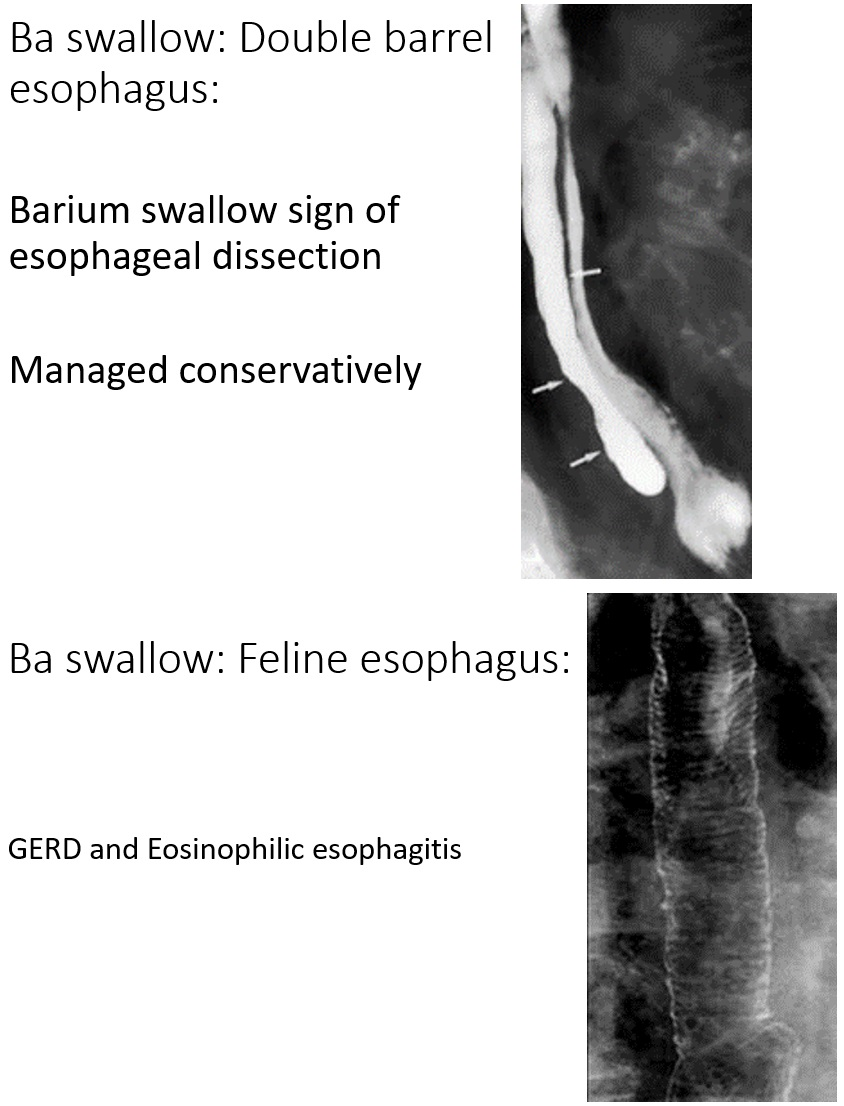 Ba swallow: Double barrel
esophagus:
Barium swallow sign of
esophageal dissection
Managed conservatively
Ba swallow: Feline esophagus:
GERD and Eosinophilic esophagitis